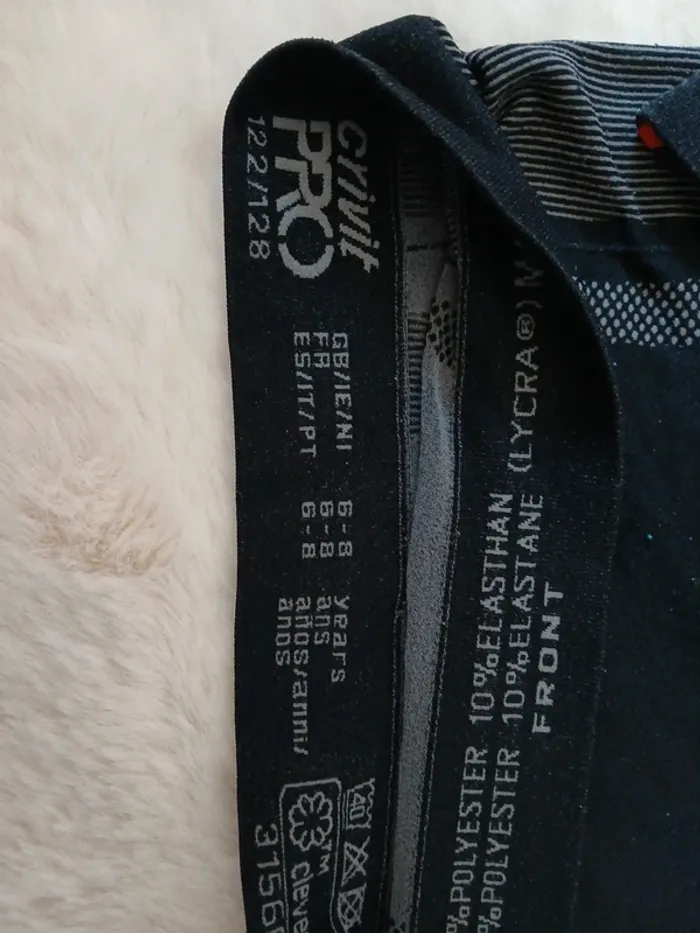 crivit
PRO
122/128
GB/IE/NI 6-8 years
FR 6-8 ans
ES/IT/PT 6-8 años/anni/
anos
40
cleve
3156
%POLYESTER 10%ELASTHAN
%POLYESTER 10%ELASTANE (LYCRA®) M
FRONT